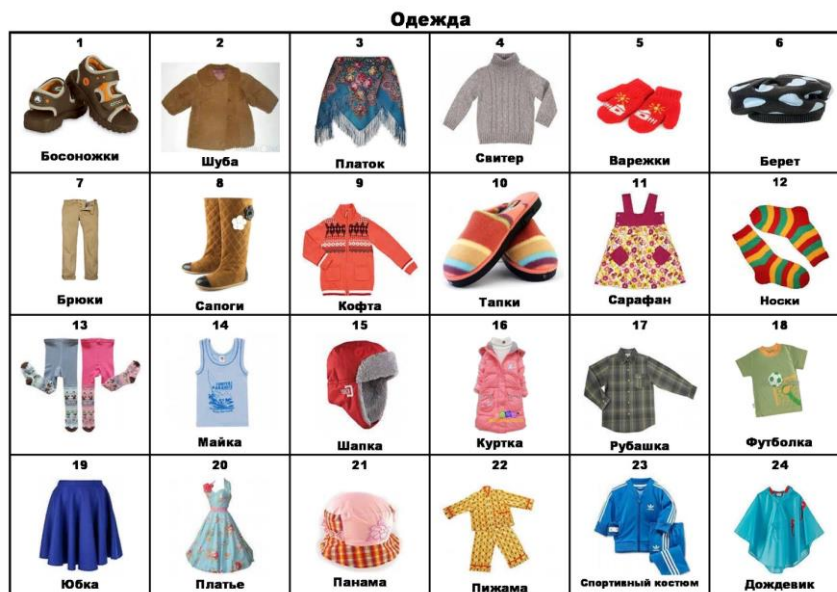 Одежда
1 2 3 4 5 6
Босоножки Шуба Платок Свитер Варежки Берет
7 8 9 10 11 12
Брюки Сапоги Кофта Тапки Сарафан Носки
13 14 15 16 17 18
Майка Шапка Куртка Рубашка Футболка
19 20 21 22 23 24
Юбка Платье Панама Пижама Спортивный костюм Дождевик